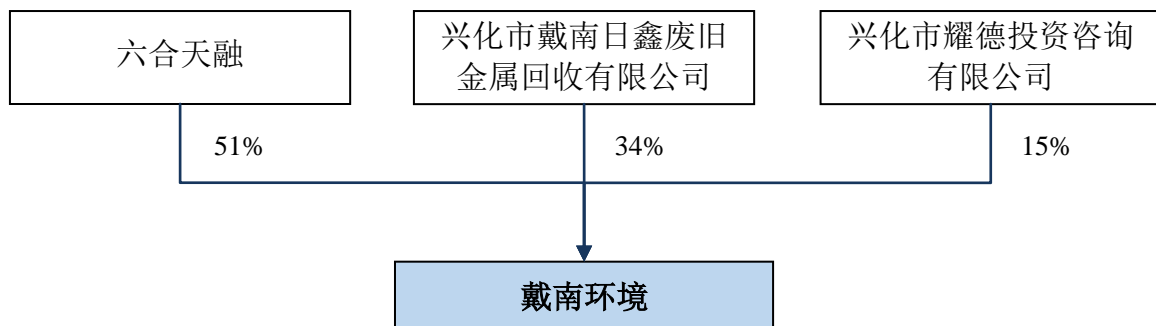 六合天融
兴化市戴南日鑫废旧
金属回收有限公司
兴化市耀德投资咨询
有限公司
51%
34%
15%
戴南环境